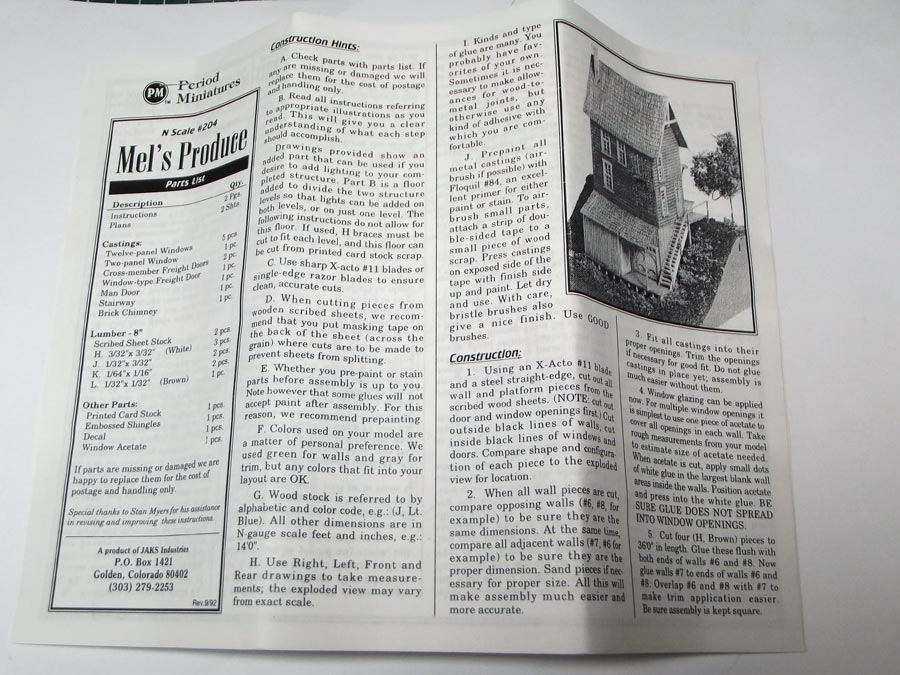 PM
TM
Period
Miniatures
N Scale #204
Mel's Produce
Parts List
Description Qty.
Instructions 2 Pgs.
Plans 2 Shts.
Castings:
Twelve-panel Windows 5 pcs.
Two-panel Window 1 pc.
Cross-member Freight Doors 2 pc.
Window-type Freight Door 1 pc.
Man Door 1 pc.
Stairway 1 pc.
Brick Chimney 1 pc.
Lumber - 8"
Scribed Sheet Stock 2 pcs.
H. 3/32"x 3/32" (White) 3 pcs.
J. 1/32"x 3/32" 2 pcs.
K. 1/64"x 1/16" 2 pcs.
L. 1/32"x 1/32" (Brown) 1 pc.
Other Parts:
Printed Card Stock 1 pcs.
Embossed Shingles 1 pcs.
Decal 1 pcs.
Window Acetate 1 pcs.
If parts are missing or damaged we are
happy to replace them for the cost of
postage and handling only.
Special thanks to Stan Myers for his assistance
in revising and improving these instructions.
A product of JAKS Industries
P.O. Box 1421
Golden, Colorado 80402
(303) 279-2253
Rev.9/92
Construction Hints:
A. Check parts with parts list. If
any are missing or damaged we will
replace them for the cost of postage
and handling only.
B. Read all instructions referring
to appropriate illustrations as you
read. This will give you a clear
understanding of what each step
should accomplish.
Drawings provided show an
added part that can be used if you
desire to add lighting to your com-
pleted structure. Part B is a floor
added to divide the two structure
levels so that lights can be added on
both levels, or on just one level. The
following instructions do not allow for
this floor. If used, H braces must be
cut to fit each level, and this floor can
be cut from printed card stock scrap.
C. Use sharp X-acto #11 blades or
single-edge razor blades to ensure
clean, accurate cuts.
D. When cutting pieces from
wooden scribed sheets, we recom-
mend that you put masking tape on
the back of the sheet (across the
grain) where cuts are to be made to
prevent sheets from splitting.
E. Whether you pre-paint or stain
parts before assembly is up to you.
Note however that some glues will not
accept paint after assembly. For this
reason, we recommend prepainting.
F. Colors used on your model are
a matter of personal preference. We
used green for walls and gray for
trim, but any colors that fit into your
layout are OK.
G. Wood stock is referred to by
alphabetic and color code, e.g.: (J, Lt.
Blue). All other dimensions are in
N-gauge scale feet and inches, e.g.:
14'0".
H. Use Right, Left, Front and
Rear drawings to take measure-
ments; the exploded view may vary
from exact scale.
I. Kinds and type
of glue are many. You
probably have fav-
orites of your own.
Sometimes it is nec-
essary to make allow-
ances for wood-to-
metal joints, but
otherwise use any
kind of adhesive with
which you are com-
fortable.
J. Prepaint all
metal castings (air-
brush if possible) with
Floquil #84, an excel-
lent primer for either
paint or stain. To air-
brush small parts,
attach a strip of dou-
ble-sided tape to a
small piece of wood
scrap. Press castings
on exposed side of the
tape with finish side
up and paint. Let dry
and use. With care,
bristle brushes also
give a nice finish. Use GOOD
brushes.
Construction:
1. Using an X-Acto #11 blade
and a steel straight-edge, cut out all
wall and platform pieces from the
scribed wood sheets. (NOTE: cut out
door and window openings first.) Cut
outside black lines of walls, cut
inside black lines of windows and
doors. Compare shape and configura-
tion of each piece to the exploded
view for location.
2. When all wall pieces are cut,
compare opposing walls (#6, #8, for
example) to be sure they are the
same dimensions. At the same time,
compare all adjacent walls (#7, #6 for
example) to be sure they are the
proper dimension. Sand pieces if nec-
essary for proper size. All this will
make assembly much easier and
more accurate.
3. Fit all castings into their
proper openings. Trim the openings
if necessary for good fit. Do not glue
castings in place yet; assembly is
much easier without them.
4. Window glazing can be applied
now. For multiple window openings it
is simplest to use one piece of acetate to
cover all openings in each wall. Take
rough measurements from your model
to estimate size of acetate needed.
When acetate is cut, apply small dots
of white glue in the largest blank wall
areas inside the walls. Position acetate
and press into the white glue. BE
SURE GLUE DOES NOT SPREAD
INTO WINDOW OPENINGS.
5. Cut four (H, Brown) pieces to
36'0" in length. Glue these flush with
both ends of walls #6 and #8. Now
glue walls #7 to ends of walls #6 and
#8. Overlap #6 and #8 with #7 to
make trim application easier.
Be sure assembly is kept square.